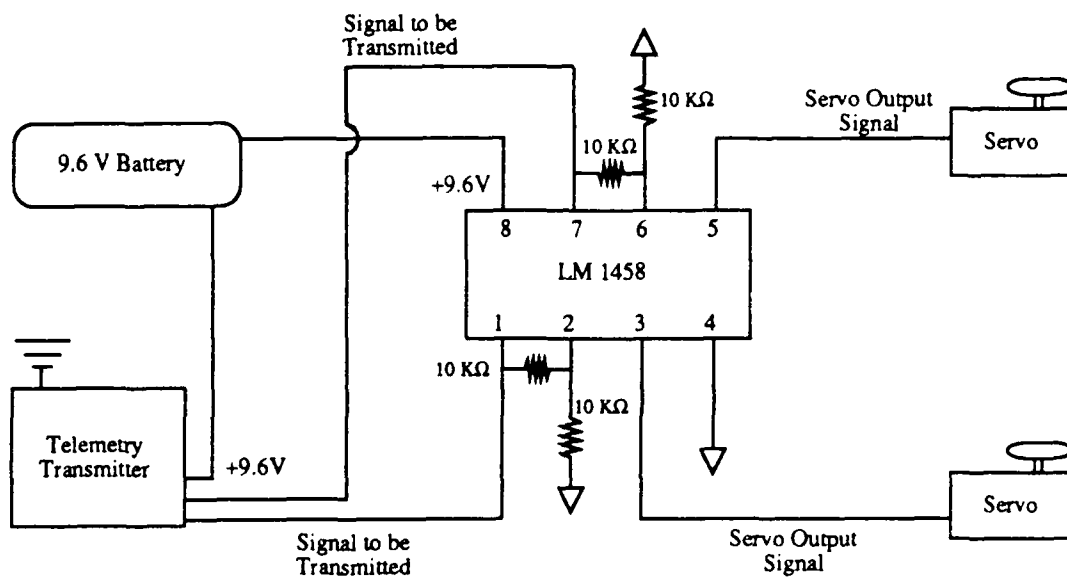 Signal to be
Transmitted
10 KΩ
Servo Output
Signal
Servo
9.6 V Battery
10 KΩ
+9.6V
8
7
6
5
LM 1458
1
2
3
4
10 KΩ
10 KΩ
Telemetry
Transmitter
+9.6V
Servo
Signal to be
Transmitted
Servo Output
Signal